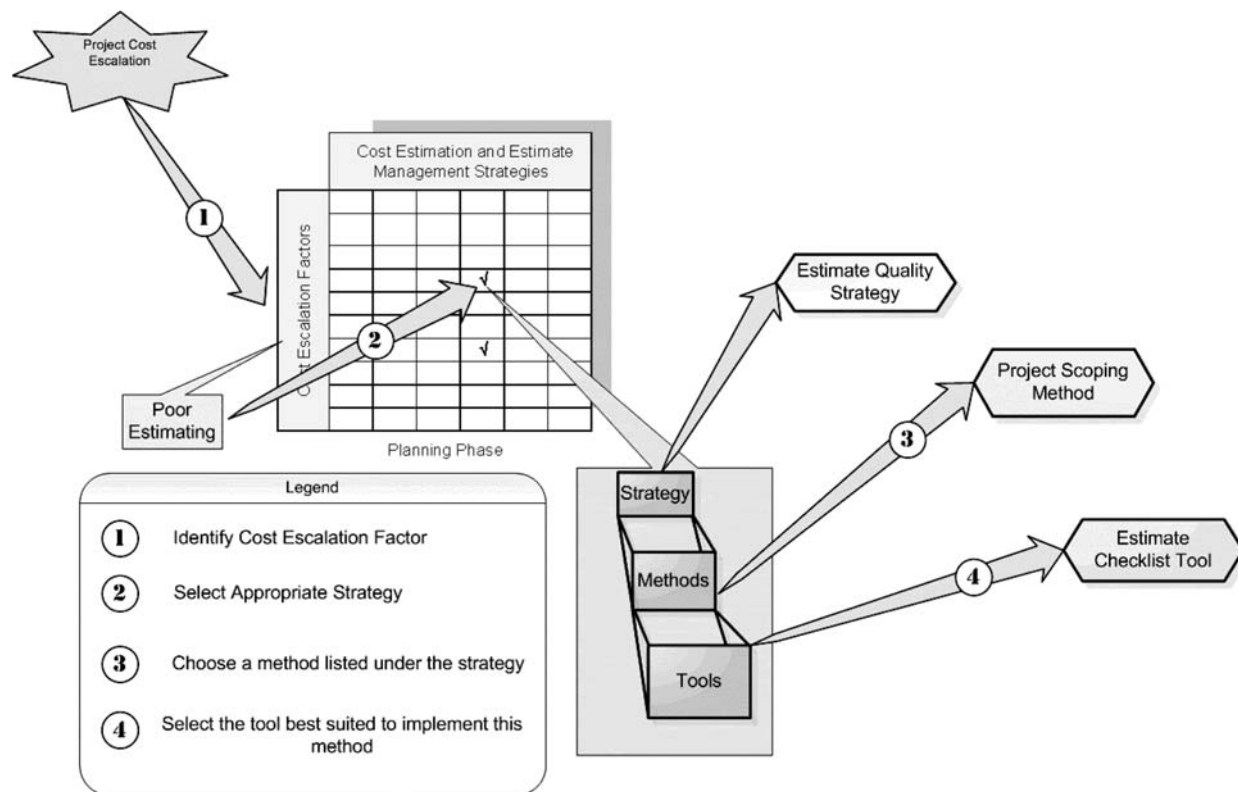 Project Cost
Escalation
1
Cost Estimation and Estimate
Management Strategies
Cost Escalation Factors
√
2
√
Poor
Estimating
Planning Phase
Estimate Quality
Strategy
Project Scoping
Method
3
Strategy
Methods
Tools
Estimate
Checklist Tool
4
Legend
1 Identify Cost Escalation Factor
2 Select Appropriate Strategy
3 Choose a method listed under the strategy
4 Select the tool best suited to implement this
method